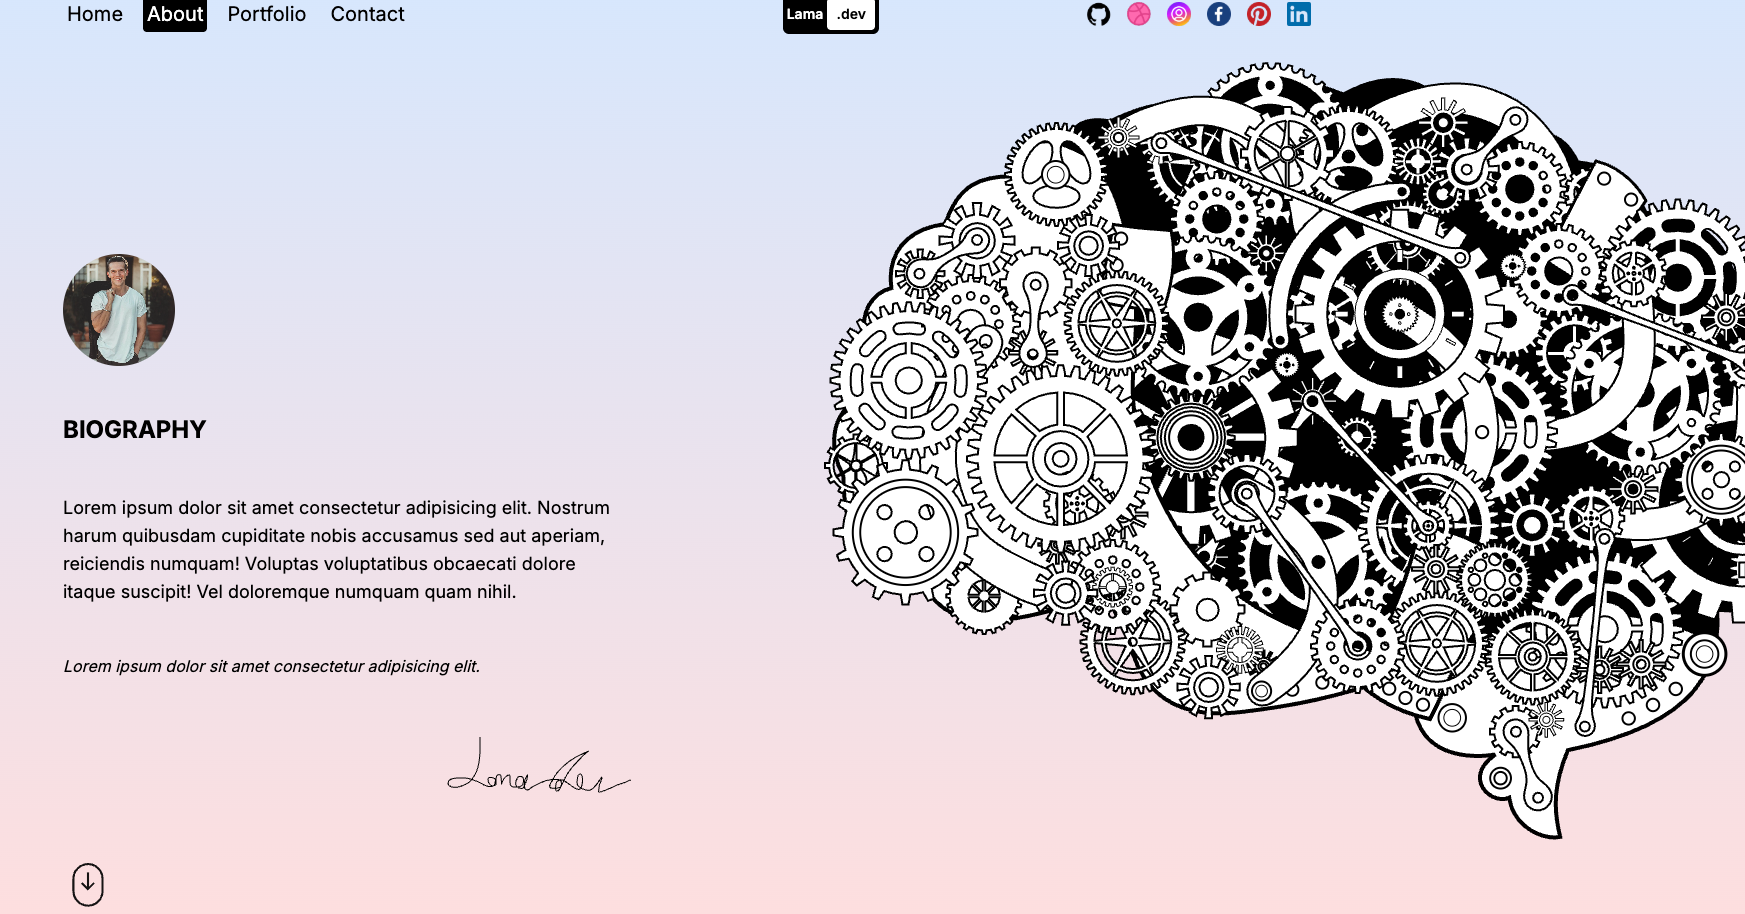 Home About Portfolio Contact
Lama .dev
BIOGRAPHY
Lorem ipsum dolor sit amet consectetur adipisicing elit. Nostrum
harum quibusdam cupiditate nobis accusamus sed aut aperiam,
reiciendis numquam! Voluptas voluptatibus obcaecati dolore
itaque suscipit! Vel doloremque numquam quam nihil.
Lorem ipsum dolor sit amet consectetur adipisicing elit.